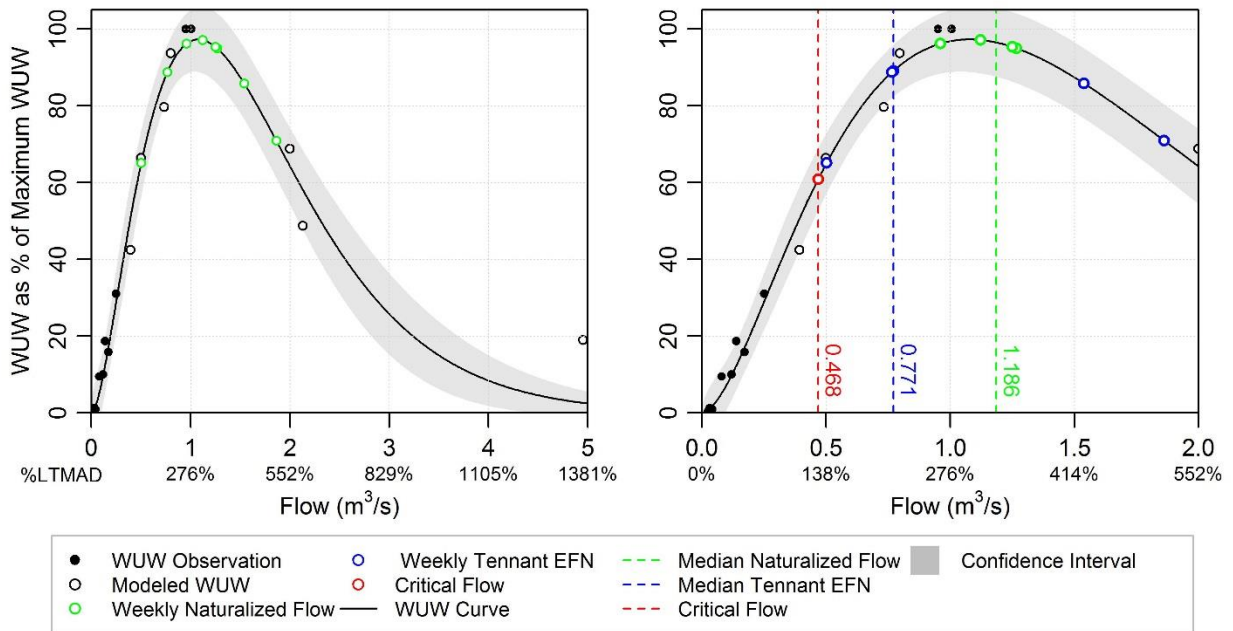 WUW as % of Maximum WUW
100
80
60
40
20
0
0 1 2 3 4 5
%LTMAD 276% 552% 829% 1105% 1381%
Flow (m³/s)
100
80
60
40
20
0
0.468
0.771
1.186
0.0 0.5 1.0 1.5 2.0
0% 138% 276% 414% 552%
Flow (m³/s)
WUW Observation
Modeled WUW
Weekly Naturalized Flow
Weekly Tennant EFN
Critical Flow
WUW Curve
Median Naturalized Flow
Median Tennant EFN
Critical Flow
Confidence Interval